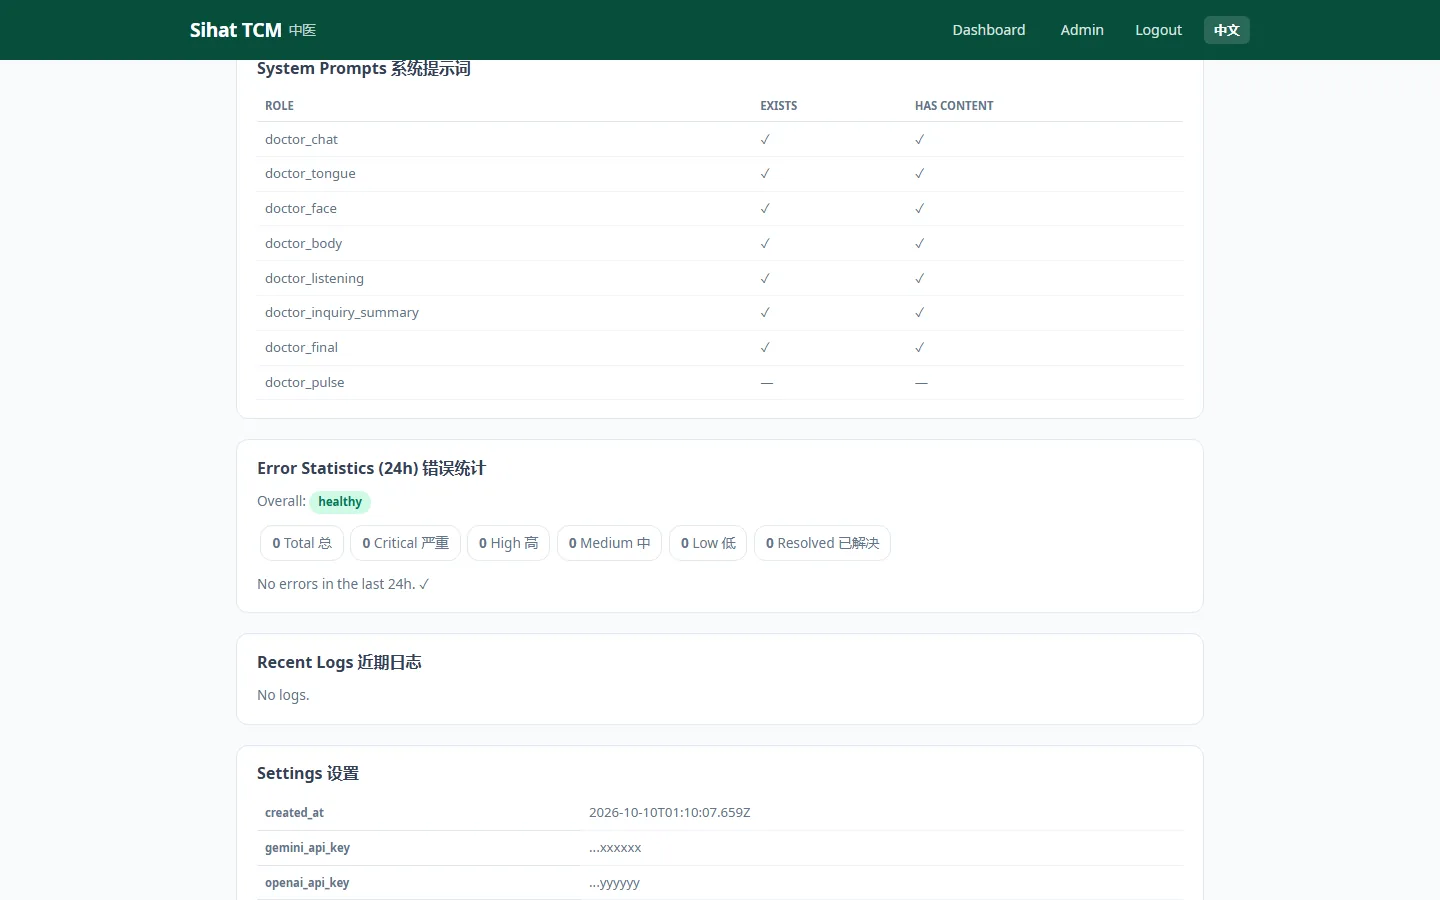 Sihat TCM 中医 Dashboard Admin Logout 中文
System Prompts 系统提示词
ROLE EXISTS HAS CONTENT
doctor_chat ✓ ✓
doctor_tongue ✓ ✓
doctor_face ✓ ✓
doctor_body ✓ ✓
doctor_listening ✓ ✓
doctor_inquiry_summary ✓ ✓
doctor_final ✓ ✓
doctor_pulse — —
Error Statistics (24h) 错误统计
Overall: healthy
0 Total 总 0 Critical 严重 0 High 高 0 Medium 中 0 Low 低 0 Resolved 已解决
No errors in the last 24h. ✓
Recent Logs 近期日志
No logs.
Settings 设置
created_at 2026-10-10T01:10:07.659Z
gemini_api_key ...xxxxxx
openai_api_key ...yyyyyy